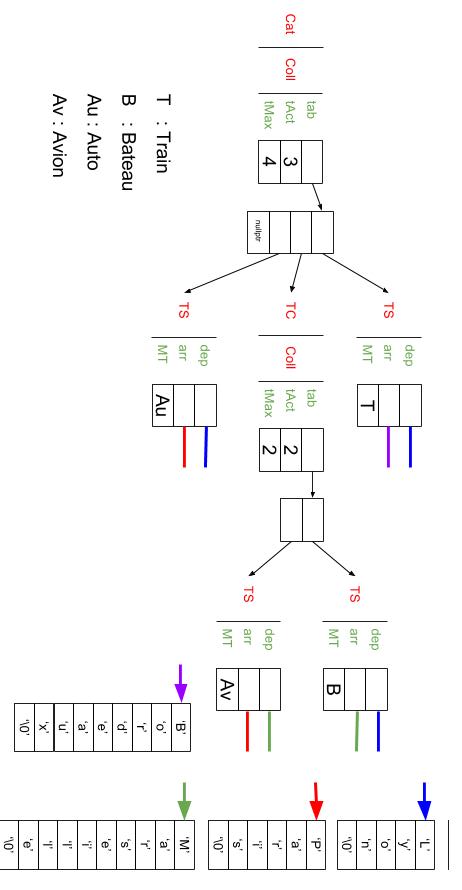 Cat
Coll
tab
tAct
tMax
3
4
nullptr
TS
dep
arr
MT
T
TC
Coll
tab
tAct
tMax
2
2
TS
dep
arr
MT
Au
TS
dep
arr
MT
B
TS
dep
arr
MT
Av
'L'
'y'
'o'
'n'
'\0'
'P'
'a'
'r'
'i'
's'
'\0'
'M'
'a'
'r'
's'
'e'
'i'
'l'
'l'
'e'
'\0'
'B'
'o'
'r'
'd'
'e'
'a'
'u'
'x'
'\0'
T : Train
B : Bateau
Au : Auto
Av : Avion